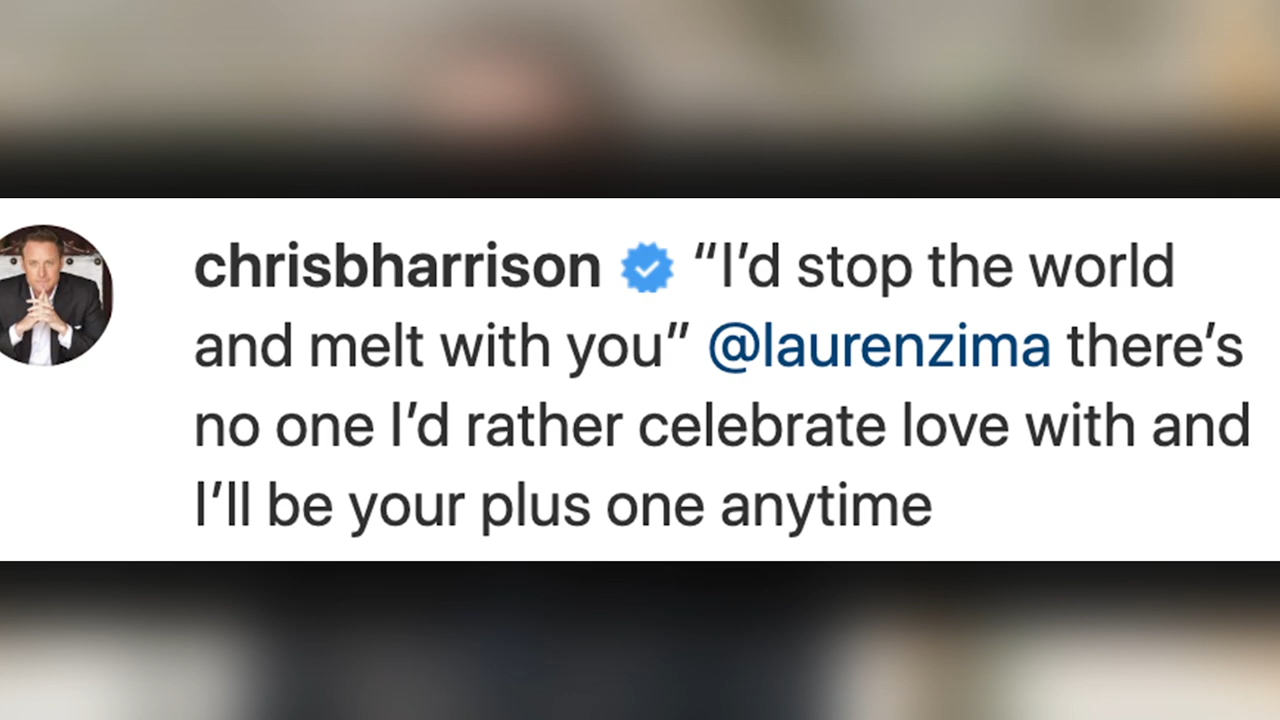 chrisbharrison “I’d stop the world
and melt with you” @laurenzima there’s
no one I’d rather celebrate love with and
I’ll be your plus one anytime